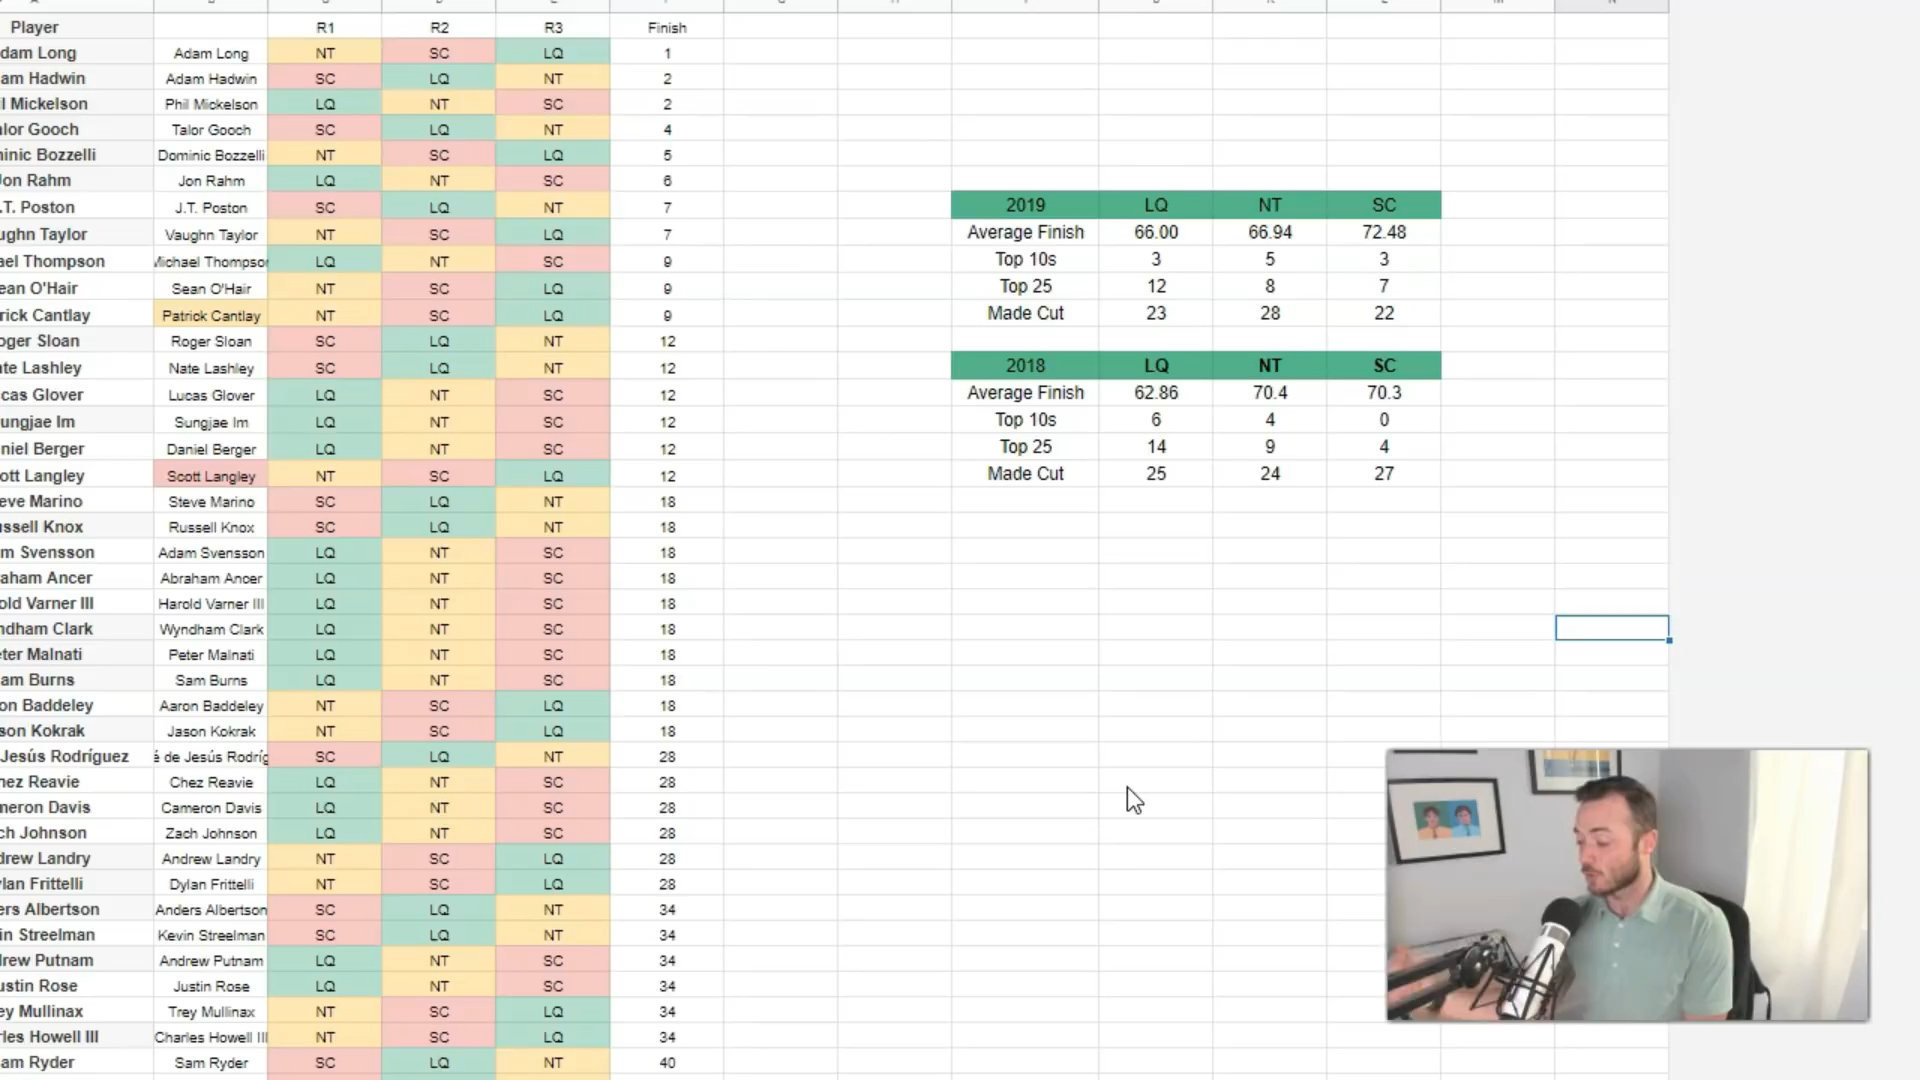 Player R1 R2 R3 Finish
dam Long Adam Long NT SC LQ 1
am Hadwin Adam Hadwin SC LQ NT 2
il Mickelson Phil Mickelson LQ NT SC 2
alor Gooch Talor Gooch SC LQ NT 4
inic Bozzelli Dominic Bozzelli NT SC LQ 5
on Rahm Jon Rahm LQ NT SC 6
.T. Poston J.T. Poston SC LQ NT 7
ughn Taylor Vaughn Taylor NT SC LQ 7
ael Thompson Michael Thompson LQ NT SC 9
ean O'Hair Sean O'Hair NT SC LQ 9
rick Cantlay Patrick Cantlay NT SC LQ 9
oger Sloan Roger Sloan SC LQ NT 12
ate Lashley Nate Lashley SC LQ NT 12
cas Glover Lucas Glover LQ NT SC 12
ungjae Im Sungjae Im LQ NT SC 12
niel Berger Daniel Berger LQ NT SC 12
ott Langley Scott Langley NT SC LQ 12
eve Marino Steve Marino SC LQ NT 18
ussell Knox Russell Knox SC LQ NT 18
m Svensson Adam Svensson LQ NT SC 18
raham Ancer Abraham Ancer LQ NT SC 18
old Varner III Harold Varner III LQ NT SC 18
ndham Clark Wyndham Clark LQ NT SC 18
eter Malnati Peter Malnati LQ NT SC 18
am Burns Sam Burns LQ NT SC 18
on Baddeley Aaron Baddeley NT SC LQ 18
son Kokrak Jason Kokrak NT SC LQ 18
Jesús Rodríguez é de Jesús Rodríg SC LQ NT 28
hez Reavie Chez Reavie LQ NT SC 28
meron Davis Cameron Davis LQ NT SC 28
ch Johnson Zach Johnson LQ NT SC 28
drew Landry Andrew Landry NT SC LQ 28
ylan Frittelli Dylan Frittelli NT SC LQ 28
ers Albertson Anders Albertson SC LQ NT 34
in Streelman Kevin Streelman SC LQ NT 34
drew Putnam Andrew Putnam LQ NT SC 34
ustin Rose Justin Rose LQ NT SC 34
ey Mullinax Trey Mullinax NT SC LQ 34
rles Howell III Charles Howell III NT SC LQ 34
am Ryder Sam Ryder SC LQ NT 40
2019 LQ NT SC
Average Finish 66.00 66.94 72.48
Top 10s 3 5 3
Top 25 12 8 7
Made Cut 23 28 22
2018 LQ NT SC
Average Finish 62.86 70.4 70.3
Top 10s 6 4 0
Top 25 14 9 4
Made Cut 25 24 27